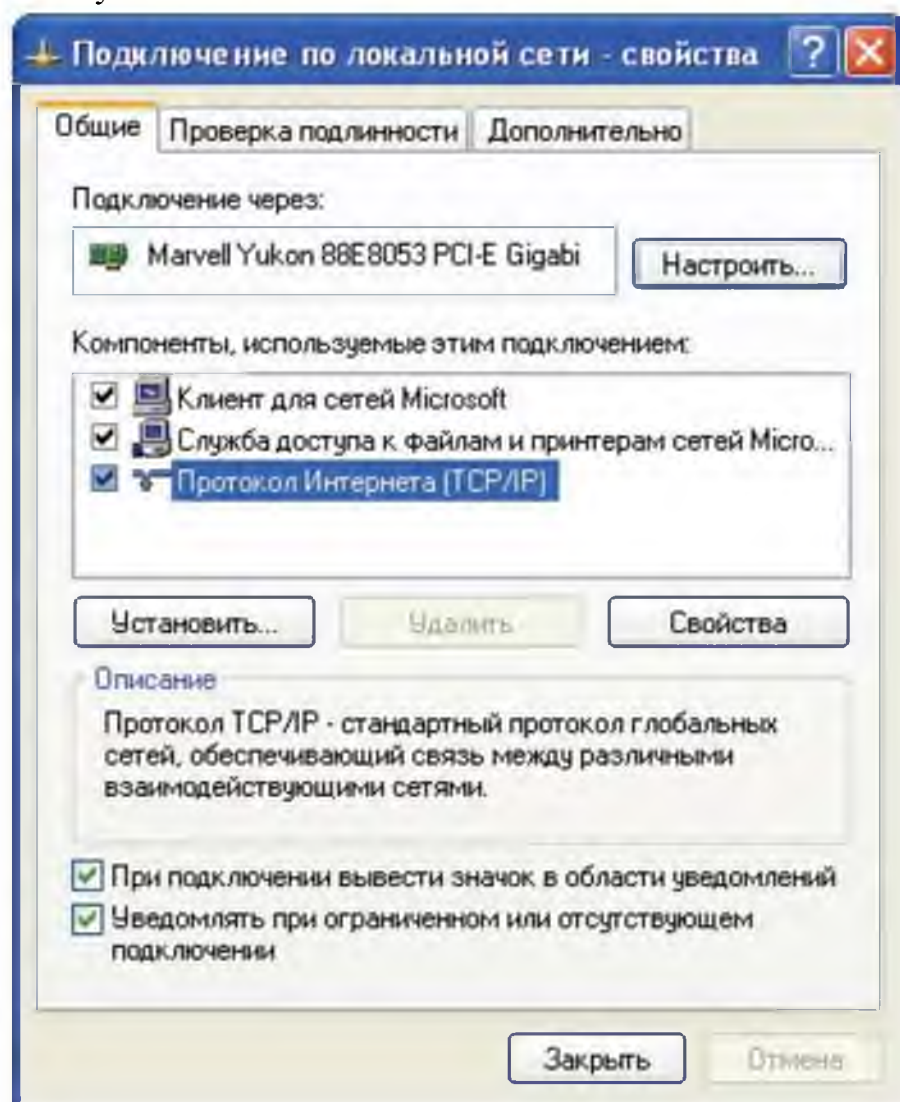 Подключение по локальной сети - свойства
Общие Проверка подлинности Дополнительно
Подключение через:
Marvell Yukon 88E8053 PCI-E Gigabi Настроить...
Компоненты, используемые этим подключением:
Клиент для сетей Microsoft
Служба доступа к файлам и принтерам сетей Micro...
Протокол Интернета (TCP/IP)
Установить... Удалить Свойства
Описание
Протокол TCP/IP - стандартный протокол глобальных
сетей, обеспечивающий связь между различными
взаимодействующими сетями.
При подключении вывести значок в области уведомлений
Уведомлять при ограниченном или отсутствующем
подключении
Закрыть Отмена